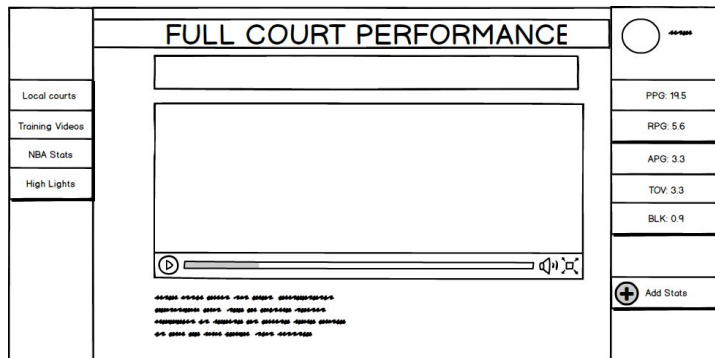 FULL COURT PERFORMANCE
Local courts
Training Videos
NBA Stats
High Lights
PPG: 19.5
RPG: 5.6
APG: 3.3
TOV: 3.3
BLK: 0.9
Add Stats